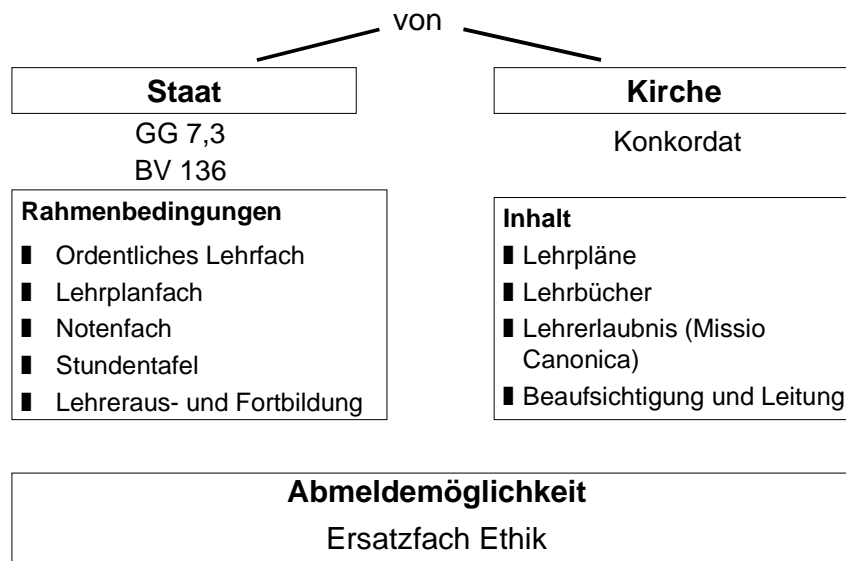 von
Staat
GG 7,3
BV 136
Rahmenbedingungen
Ordentliches Lehrfach
Lehrplanfach
Notenfach
Stundentafel
Lehreraus- und Fortbildung
Kirche
Konkordat
Inhalt
Lehrpläne
Lehrbücher
Lehrerlaubnis (Missio
Canonica)
Beaufsichtigung und Leitung
Abmeldemöglichkeit
Ersatzfach Ethik